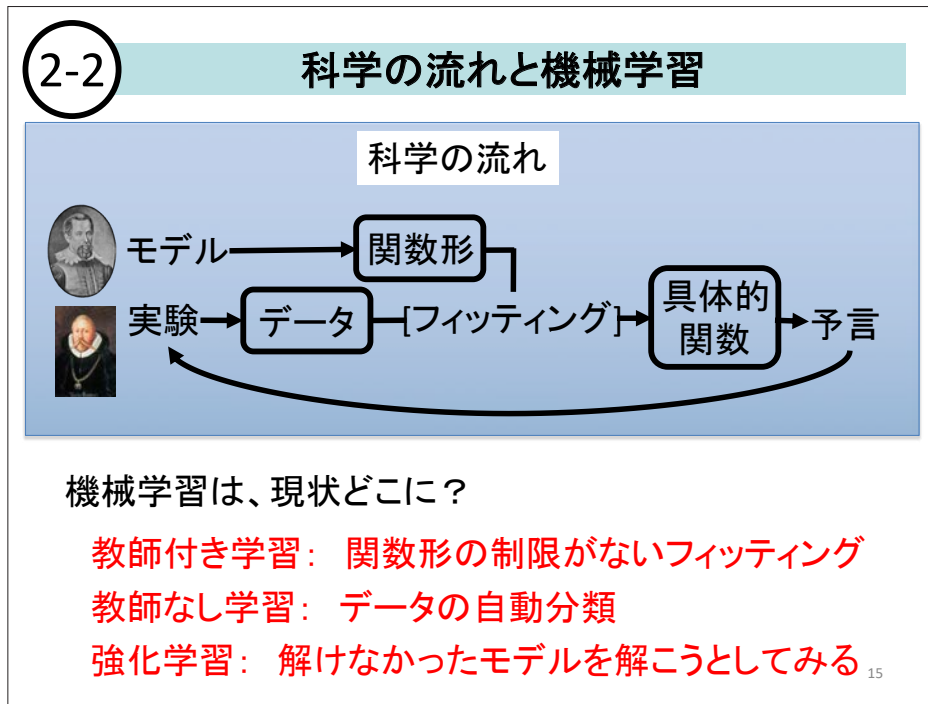 2-2
科学の流れと機械学習
科学の流れ
モデル
関数形
実験
データ
[フィッティング]
具体的
関数
予言
機械学習は、現状どこに？
教師付き学習： 関数形の制限がないフィッティング
教師なし学習： データの自動分類
強化学習： 解けなかったモデルを解こうとしてみる
15